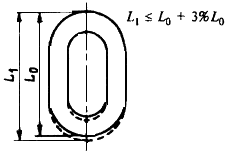 L₁ ≤ L₀ + 3% L₀
L₁
L₀